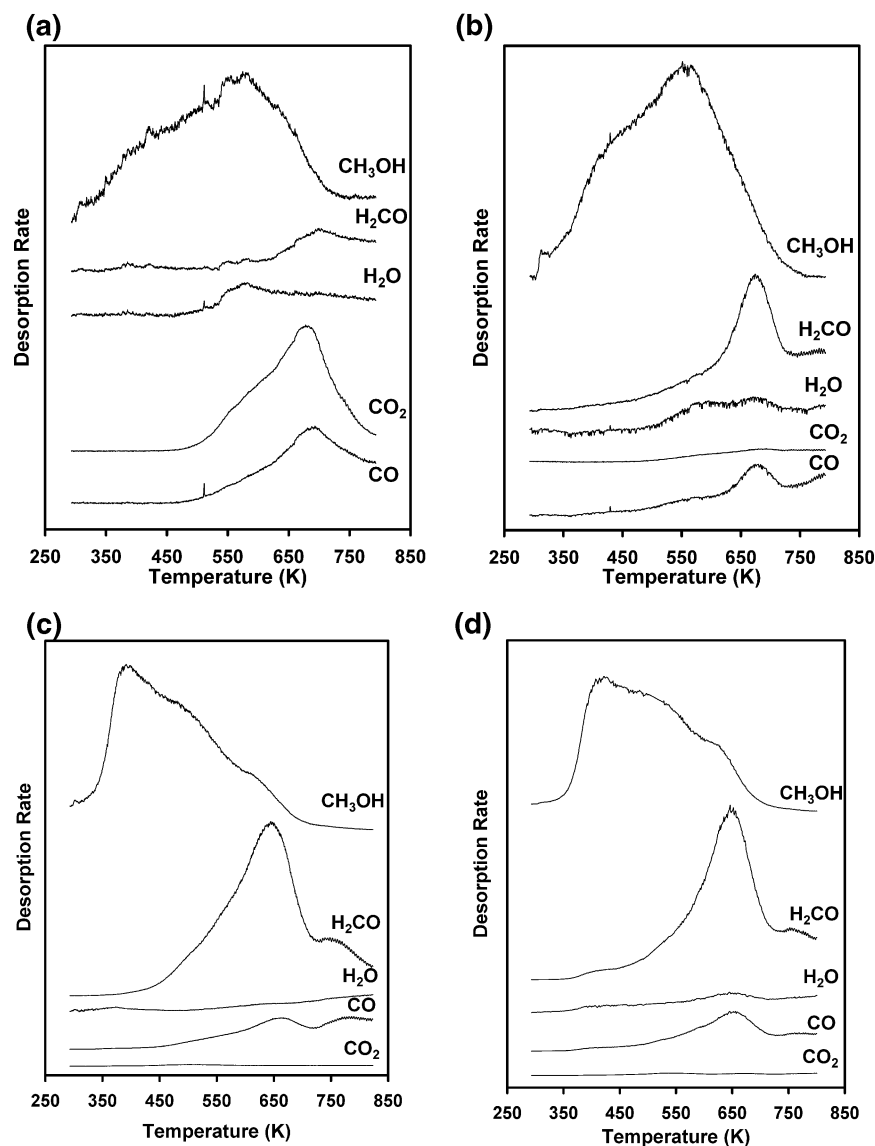 (a)
CH₃OH
H₂CO
H₂O
CO₂
CO
Desorption Rate
250 350 450 550 650 750 850
Temperature (K)
(b)
CH₃OH
H₂CO
H₂O
CO₂
CO
Desorption Rate
250 350 450 550 650 750 850
Temperature (K)
(c)
CH₃OH
H₂CO
H₂O
CO
CO₂
Desorption Rate
250 350 450 550 650 750 850
Temperature (K)
(d)
CH₃OH
H₂CO
H₂O
CO
CO₂
Desorption Rate
250 350 450 550 650 750 850
Temperature (K)